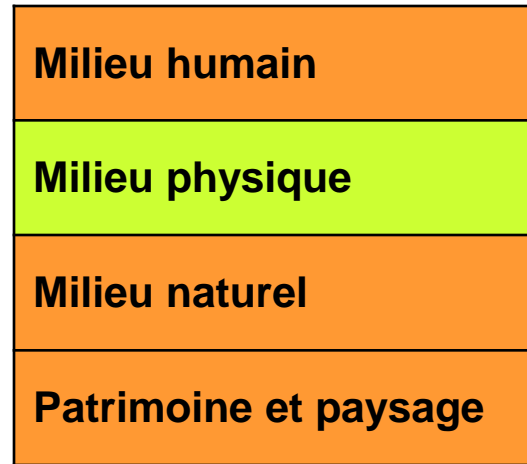 Milieu humain
Milieu physique
Milieu naturel
Patrimoine et paysage